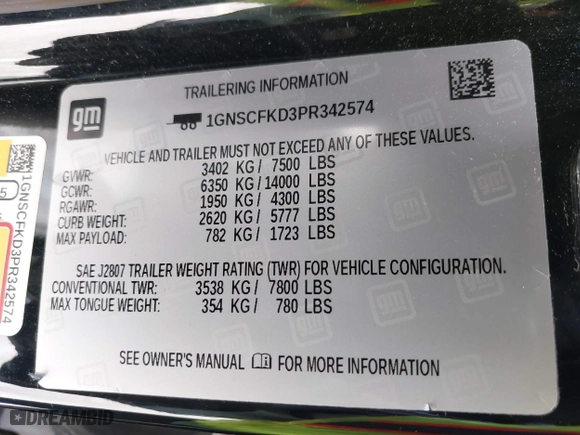 gm
TRAILERING INFORMATION
1GNSCFKD3PR342574
VEHICLE AND TRAILER MUST NOT EXCEED ANY OF THESE VALUES.
GVWR: 3402 KG / 7500 LBS
GCWR: 6350 KG / 14000 LBS
RGAWR: 1950 KG / 4300 LBS
CURB WEIGHT: 2620 KG / 5777 LBS
MAX PAYLOAD: 782 KG / 1723 LBS
SAE J2807 TRAILER WEIGHT RATING (TWR) FOR VEHICLE CONFIGURATION.
CONVENTIONAL TWR: 3538 KG / 7800 LBS
MAX TONGUE WEIGHT: 354 KG / 780 LBS
SEE OWNER'S MANUAL FOR MORE INFORMATION
1GNSCFKD3PR342574
5
DREAMBID